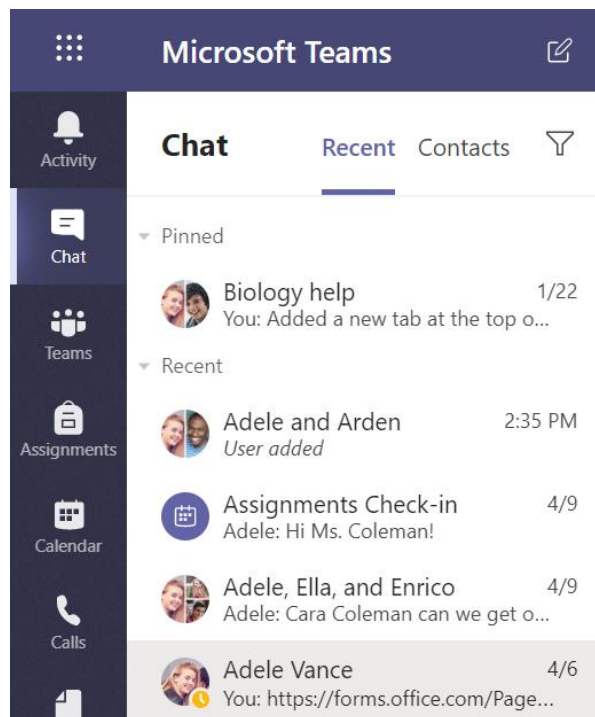 Microsoft Teams
Activity
Chat
Teams
Assignments
Calendar
Calls
Chat Recent Contacts
Pinned
Biology help 1/22
You: Added a new tab at the top o...
Recent
Adele and Arden 2:35 PM
User added
Assignments Check-in 4/9
Adele: Hi Ms. Coleman!
Adele, Ella, and Enrico 4/9
Adele: Cara Coleman can we get o...
Adele Vance 4/6
You: https://forms.office.com/Page...